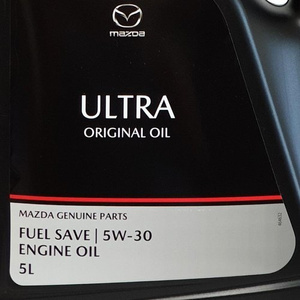 mazda
ULTRA
ORIGINAL OIL
MAZDA GENUINE PARTS
FUEL SAVE | 5W-30
ENGINE OIL
5L